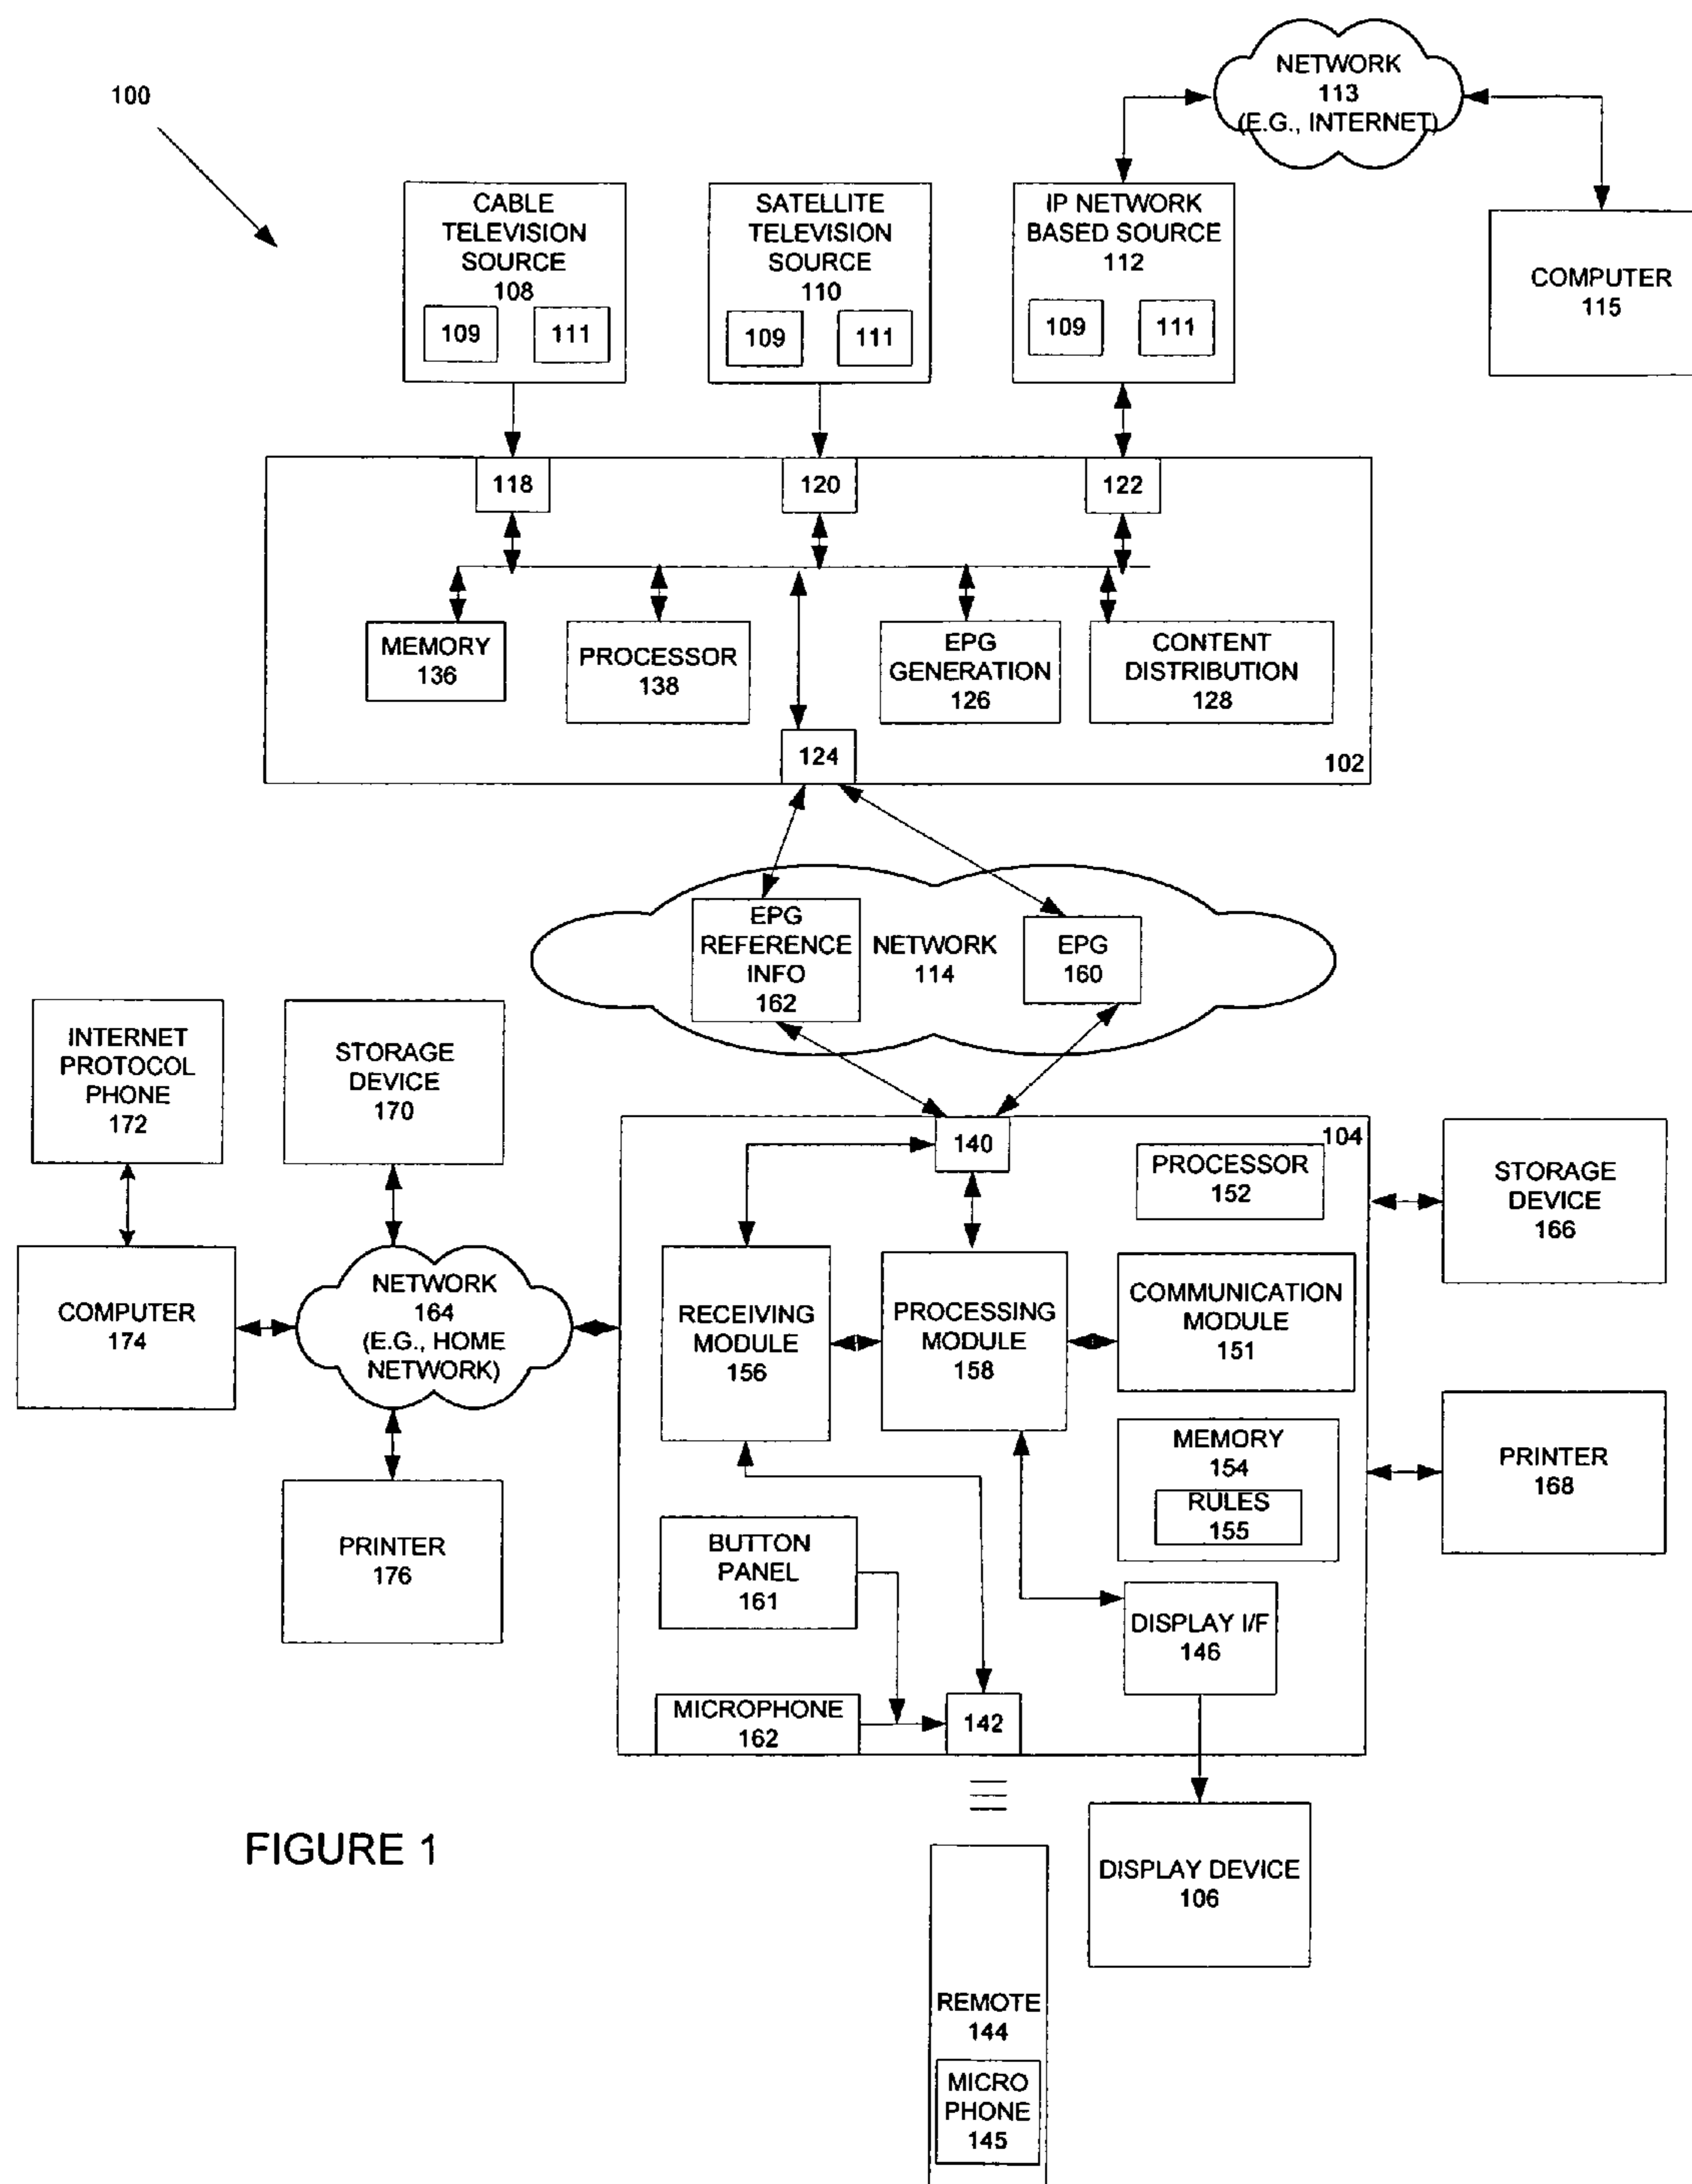 NETWORK
113
(E.G., INTERNET)
100
CABLE
TELEVISION
SOURCE
108
109
111
SATELLITE
TELEVISION
SOURCE
110
109
111
IP NETWORK
BASED SOURCE
112
109
111
COMPUTER
115
118
120
122
MEMORY
136
PROCESSOR
138
EPG
GENERATION
126
CONTENT
DISTRIBUTION
128
124
102
EPG
REFERENCE
INFO
162
NETWORK
114
EPG
160
INTERNET
PROTOCOL
PHONE
172
STORAGE
DEVICE
170
140
104
PROCESSOR
152
STORAGE
DEVICE
166
COMPUTER
174
NETWORK
164
(E.G., HOME
NETWORK)
RECEIVING
MODULE
156
PROCESSING
MODULE
158
COMMUNICATION
MODULE
151
MEMORY
154
RULES
155
PRINTER
168
PRINTER
176
BUTTON
PANEL
161
DISPLAY I/F
146
MICROPHONE
162
142
FIGURE 1
DISPLAY DEVICE
106
REMOTE
144
MICRO
PHONE
145